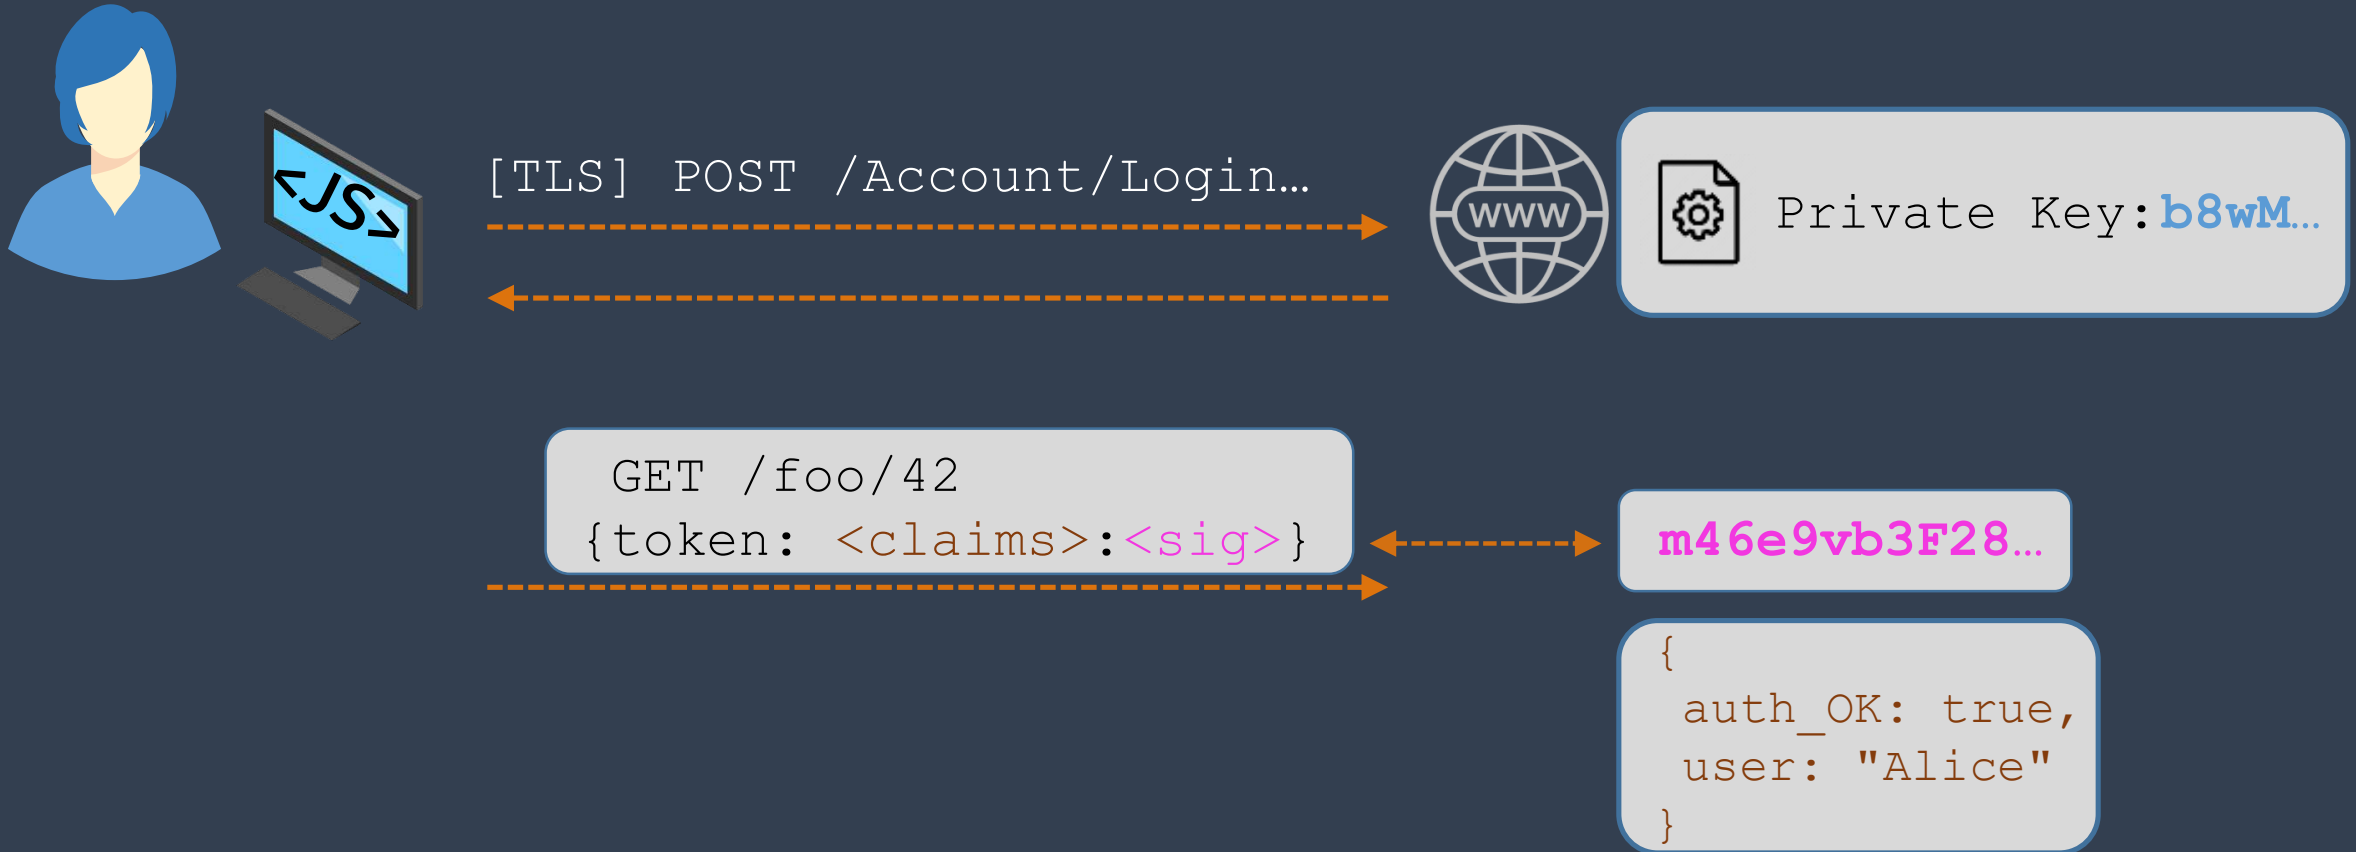 <JS>
[TLS] POST /Account/Login…
WWW
Private Key:b8wM…
GET /foo/42
{token: <claims>:<sig>}
m46e9vb3F28…
{
auth_OK: true,
user: "Alice"
}